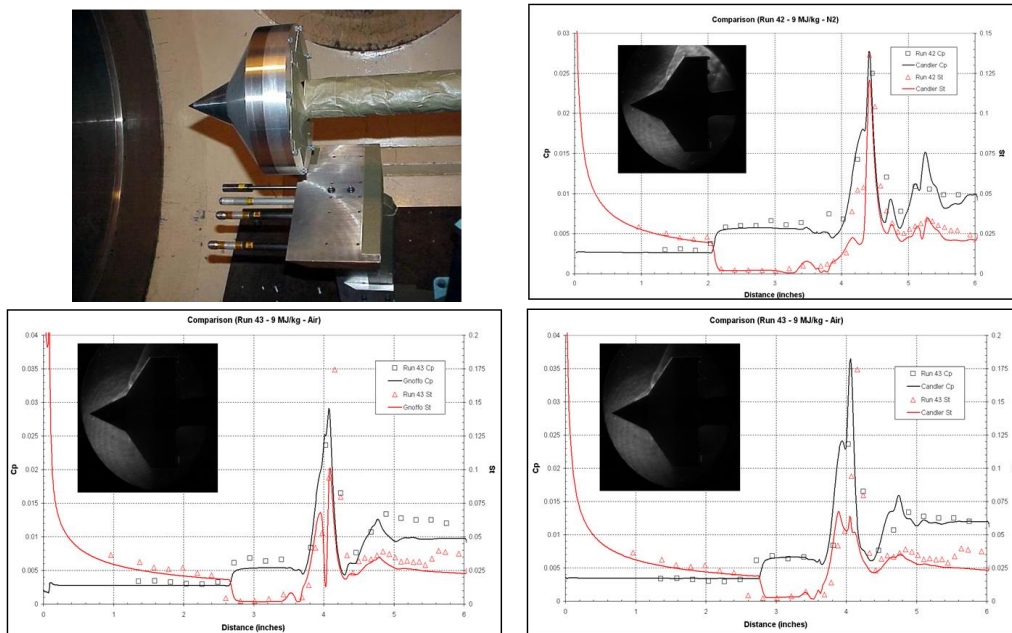 Comparison (Run 42 - 9 MJ/kg - N2)
0.03
0.025
0.02
0.015
0.01
0.005
0
Cp
0.15
0.125
0.1
0.075
0.05
0.025
0
St
Run 42 Cp
Candler Cp
Run 42 St
Candler St
0 1 2 3 4 5 6
Distance (inches)
Comparison (Run 43 - 9 MJ/kg - Air)
0.04
0.035
0.03
0.025
0.02
0.015
0.01
0.005
0
Cp
0.2
0.175
0.15
0.125
0.1
0.075
0.05
0.025
0
St
Run 43 Cp
Gnoffo Cp
Run 43 St
Gnoffo St
0 1 2 3 4 5 6
Distance (inches)
Comparison (Run 43 - 9 MJ/kg - Air)
0.04
0.035
0.03
0.025
0.02
0.015
0.01
0.005
0
Cp
0.2
0.175
0.15
0.125
0.1
0.075
0.05
0.025
0
St
Run 43 Cp
Candler Cp
Run 43 St
Candler St
0 1 2 3 4 5 6
Distance (inches)